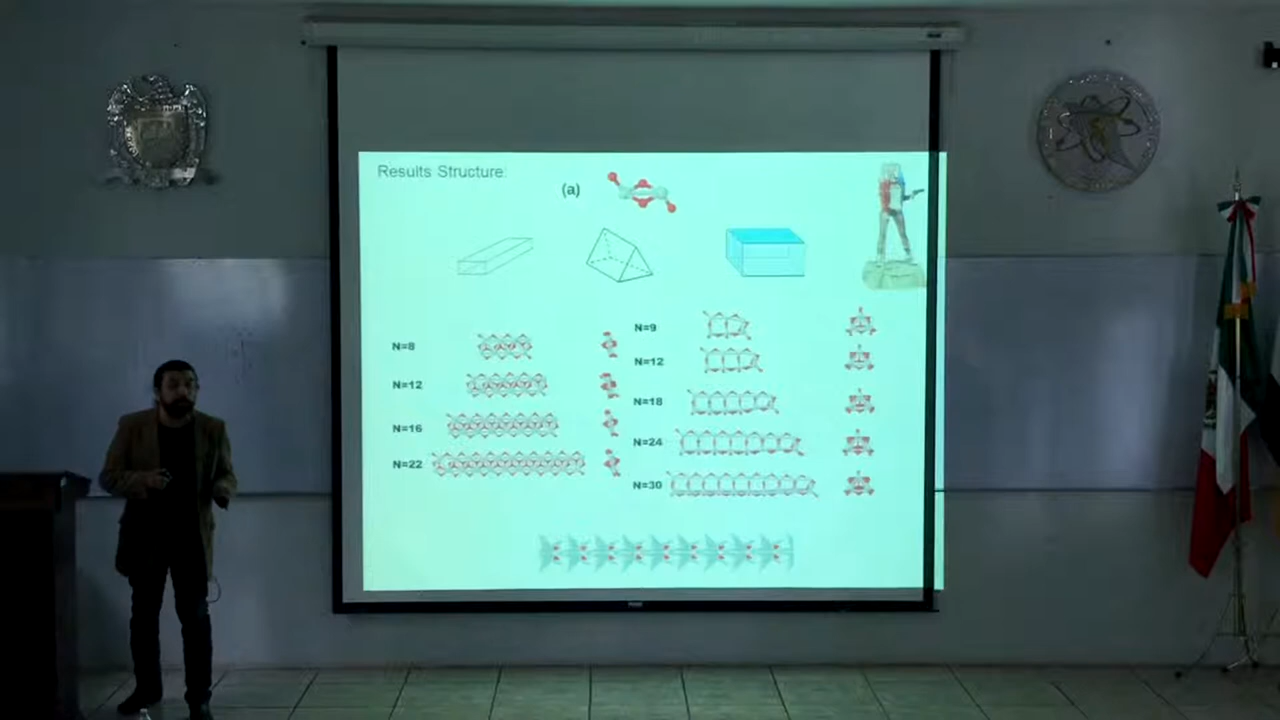 Results Structure:
(a)
N=8
N=12
N=16
N=22
N=9
N=12
N=18
N=24
N=30